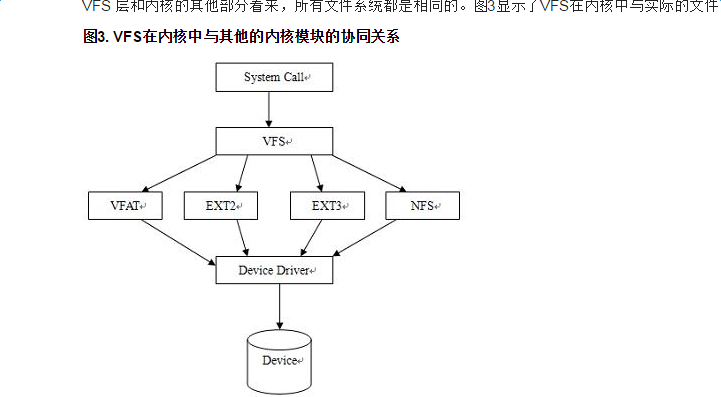 VFS 层和内核的其他部分看来，所有文件系统都是相同的。图3显示了VFS在内核中与实际的文件
图3. VFS在内核中与其他的内核模块的协同关系
System Call↵
VFS↵
VFAT↵ EXT2↵ EXT3↵ NFS↵
Device Driver↵
Device↵